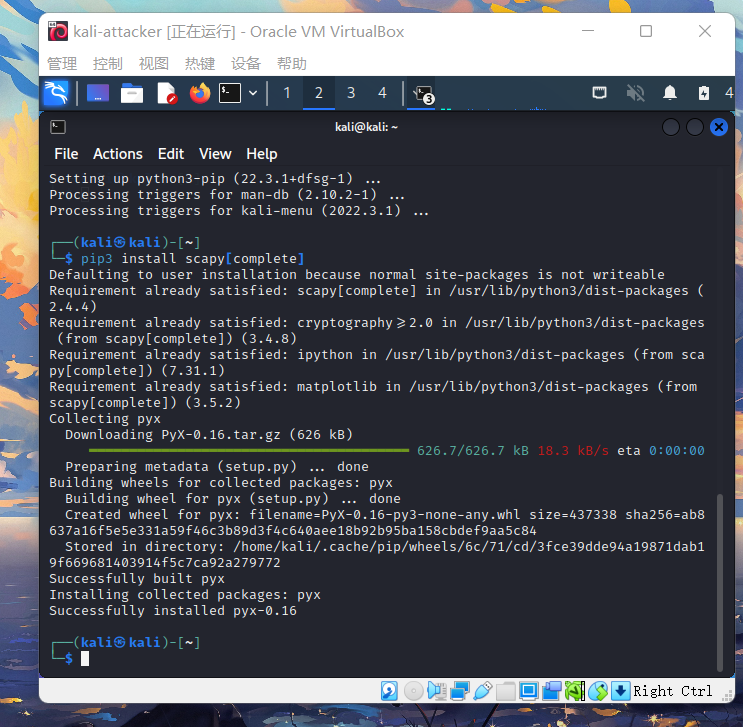 kali-attacker [正在运行] - Oracle VM VirtualBox
管理 控制 视图 热键 设备 帮助
1 2 3 4 3 4
kali@kali: ~
File Actions Edit View Help
Setting up python3-pip (22.3.1+dfsg-1) ...
Processing triggers for man-db (2.10.2-1) ...
Processing triggers for kali-menu (2022.3.1) ...
┌──(kali㉿kali)-[~]
└─$ pip3 install scapy[complete]
Defaulting to user installation because normal site-packages is not writeable
Requirement already satisfied: scapy[complete] in /usr/lib/python3/dist-packages (
2.4.4)
Requirement already satisfied: cryptography>=2.0 in /usr/lib/python3/dist-packages
(from scapy[complete]) (3.4.8)
Requirement already satisfied: ipython in /usr/lib/python3/dist-packages (from sca
py[complete]) (7.31.1)
Requirement already satisfied: matplotlib in /usr/lib/python3/dist-packages (from
scapy[complete]) (3.5.2)
Collecting pyx
Downloading PyX-0.16.tar.gz (626 kB)
626.7/626.7 kB 18.3 kB/s eta 0:00:00
Preparing metadata (setup.py) ... done
Building wheels for collected packages: pyx
Building wheel for pyx (setup.py) ... done
Created wheel for pyx: filename=PyX-0.16-py3-none-any.whl size=437338 sha256=ab8
637a16f5e5e331a59f46c3b89d3f4c640aee18b92b95ba158cbdef9aa5c84
Stored in directory: /home/kali/.cache/pip/wheels/6c/71/cd/3fce39dde94a19871dab1
9f669681403914f5c7ca92a279772
Successfully built pyx
Installing collected packages: pyx
Successfully installed pyx-0.16
┌──(kali㉿kali)-[~]
└─$
Right Ctrl